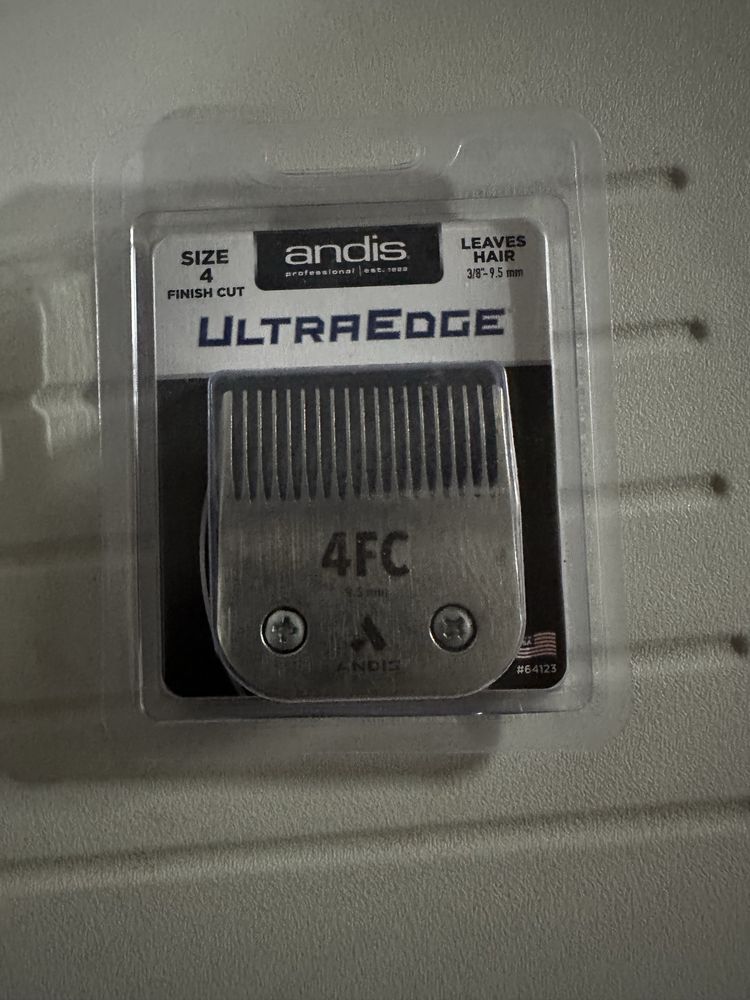 SIZE
4
FINISH CUT
andis
professional | est. 1922
LEAVES
HAIR
3/8"- 9.5 mm
ULTRAEDGE
4FC
9.5 mm
ANDIS
USA
#64123